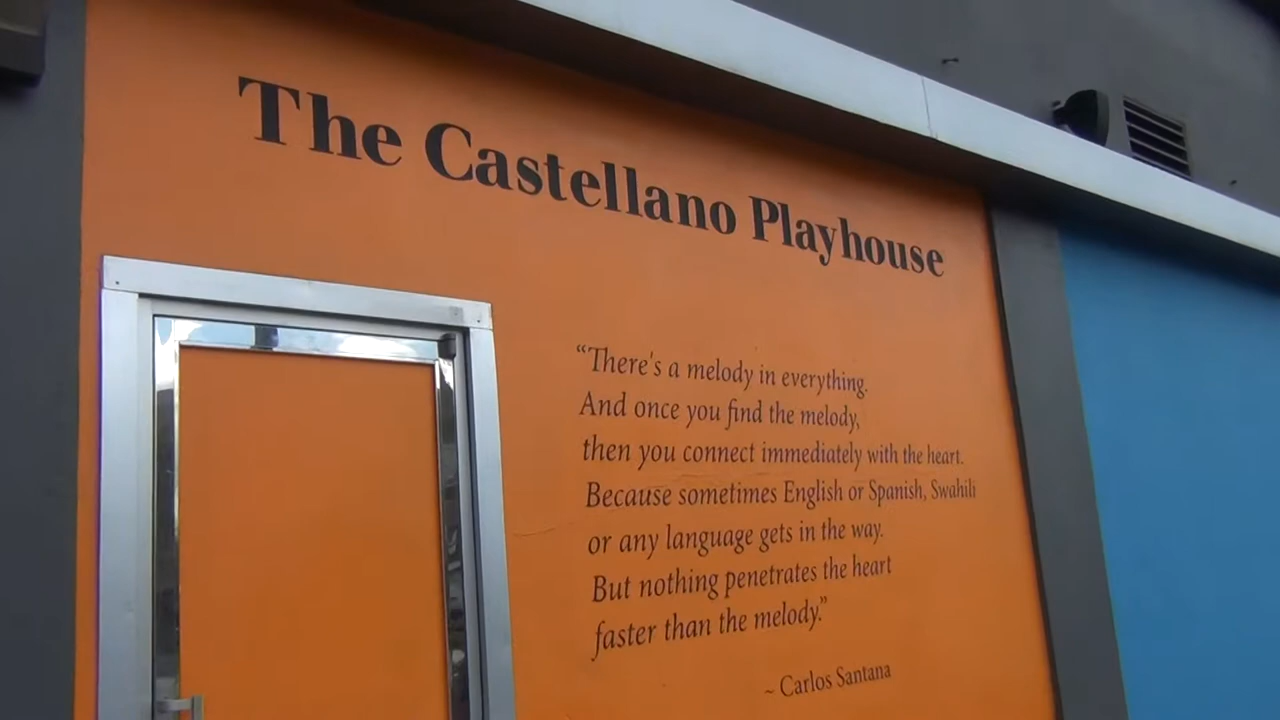 The Castellano Playhouse
“There's a melody in everything.
And once you find the melody,
then you connect immediately with the heart.
Because sometimes English or Spanish, Swahili
or any language gets in the way.
But nothing penetrates the heart
faster than the melody.”
~ Carlos Santana